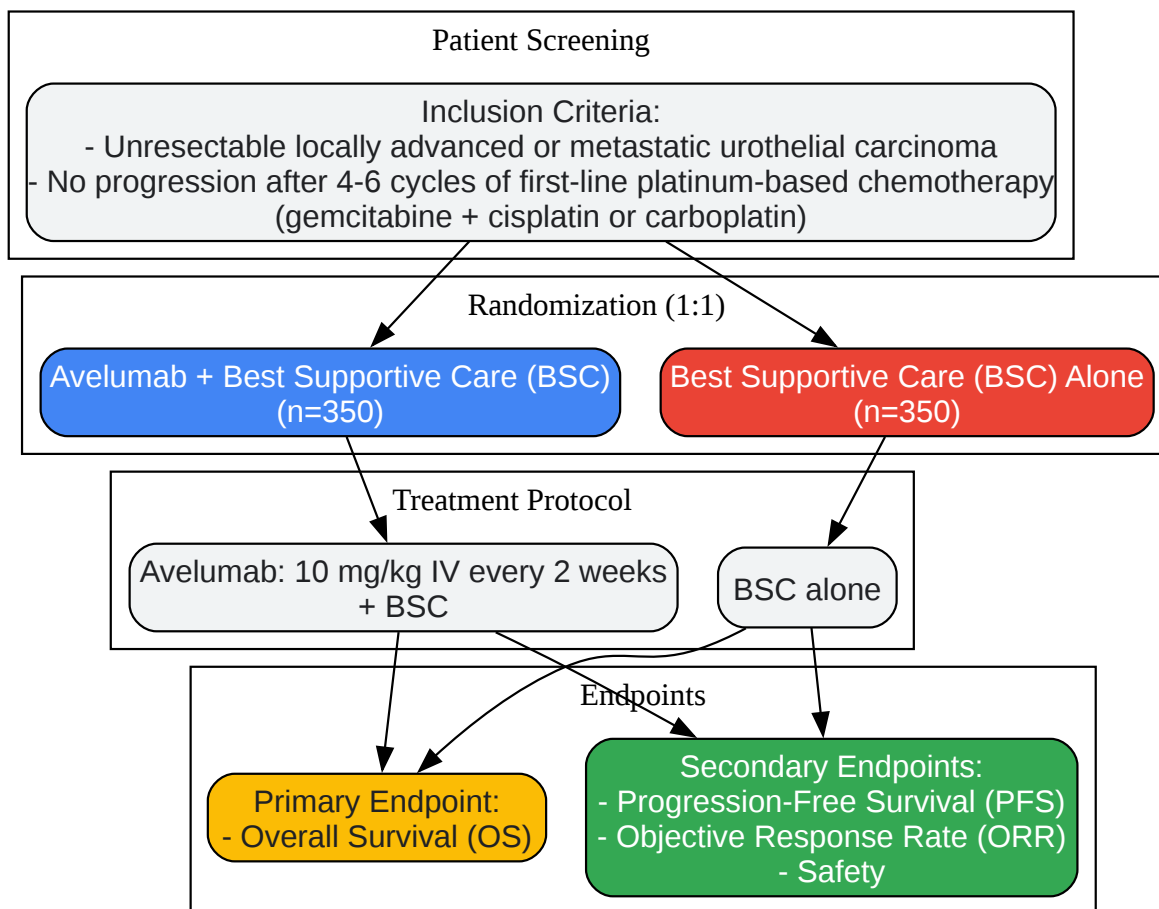 Patient Screening
Inclusion Criteria:
- Unresectable locally advanced or metastatic urothelial carcinoma
- No progression after 4-6 cycles of first-line platinum-based chemotherapy
(gemcitabine + cisplatin or carboplatin)
Randomization (1:1)
Avelumab + Best Supportive Care (BSC)
(n=350)
Best Supportive Care (BSC) Alone
(n=350)
Treatment Protocol
Avelumab: 10 mg/kg IV every 2 weeks
+ BSC
BSC alone
Endpoints
Primary Endpoint:
- Overall Survival (OS)
Secondary Endpoints:
- Progression-Free Survival (PFS)
- Objective Response Rate (ORR)
- Safety